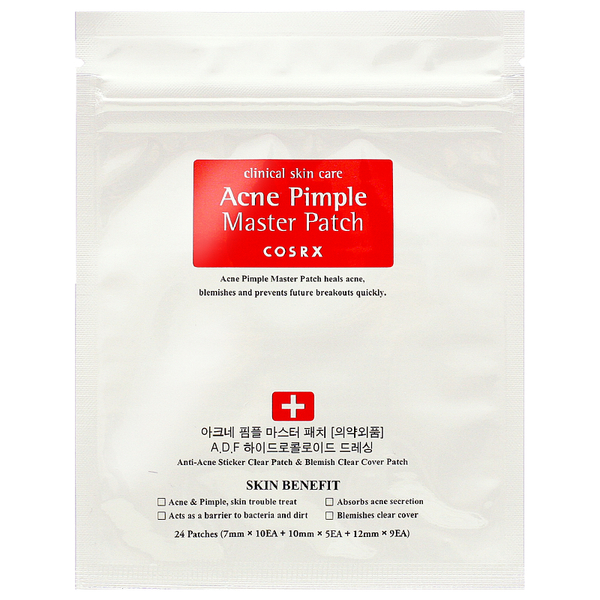 clinical skin care
Acne Pimple
Master Patch
COSRX
Acne Pimple Master Patch heals acne,
blemishes and prevents future breakouts quickly.
아크네 핌플 마스터 패치 [의약외품]
A.D.F 하이드로콜로이드 드레싱
Anti-Acne Sticker Clear Patch & Blemish Clear Cover Patch
SKIN BENEFIT
☐ Acne & Pimple, skin trouble treat ☐ Absorbs acne secretion
☐ Acts as a barrier to bacteria and dirt ☐ Blemishes clear cover
24 Patches (7mm × 10EA + 10mm × 5EA + 12mm × 9EA)